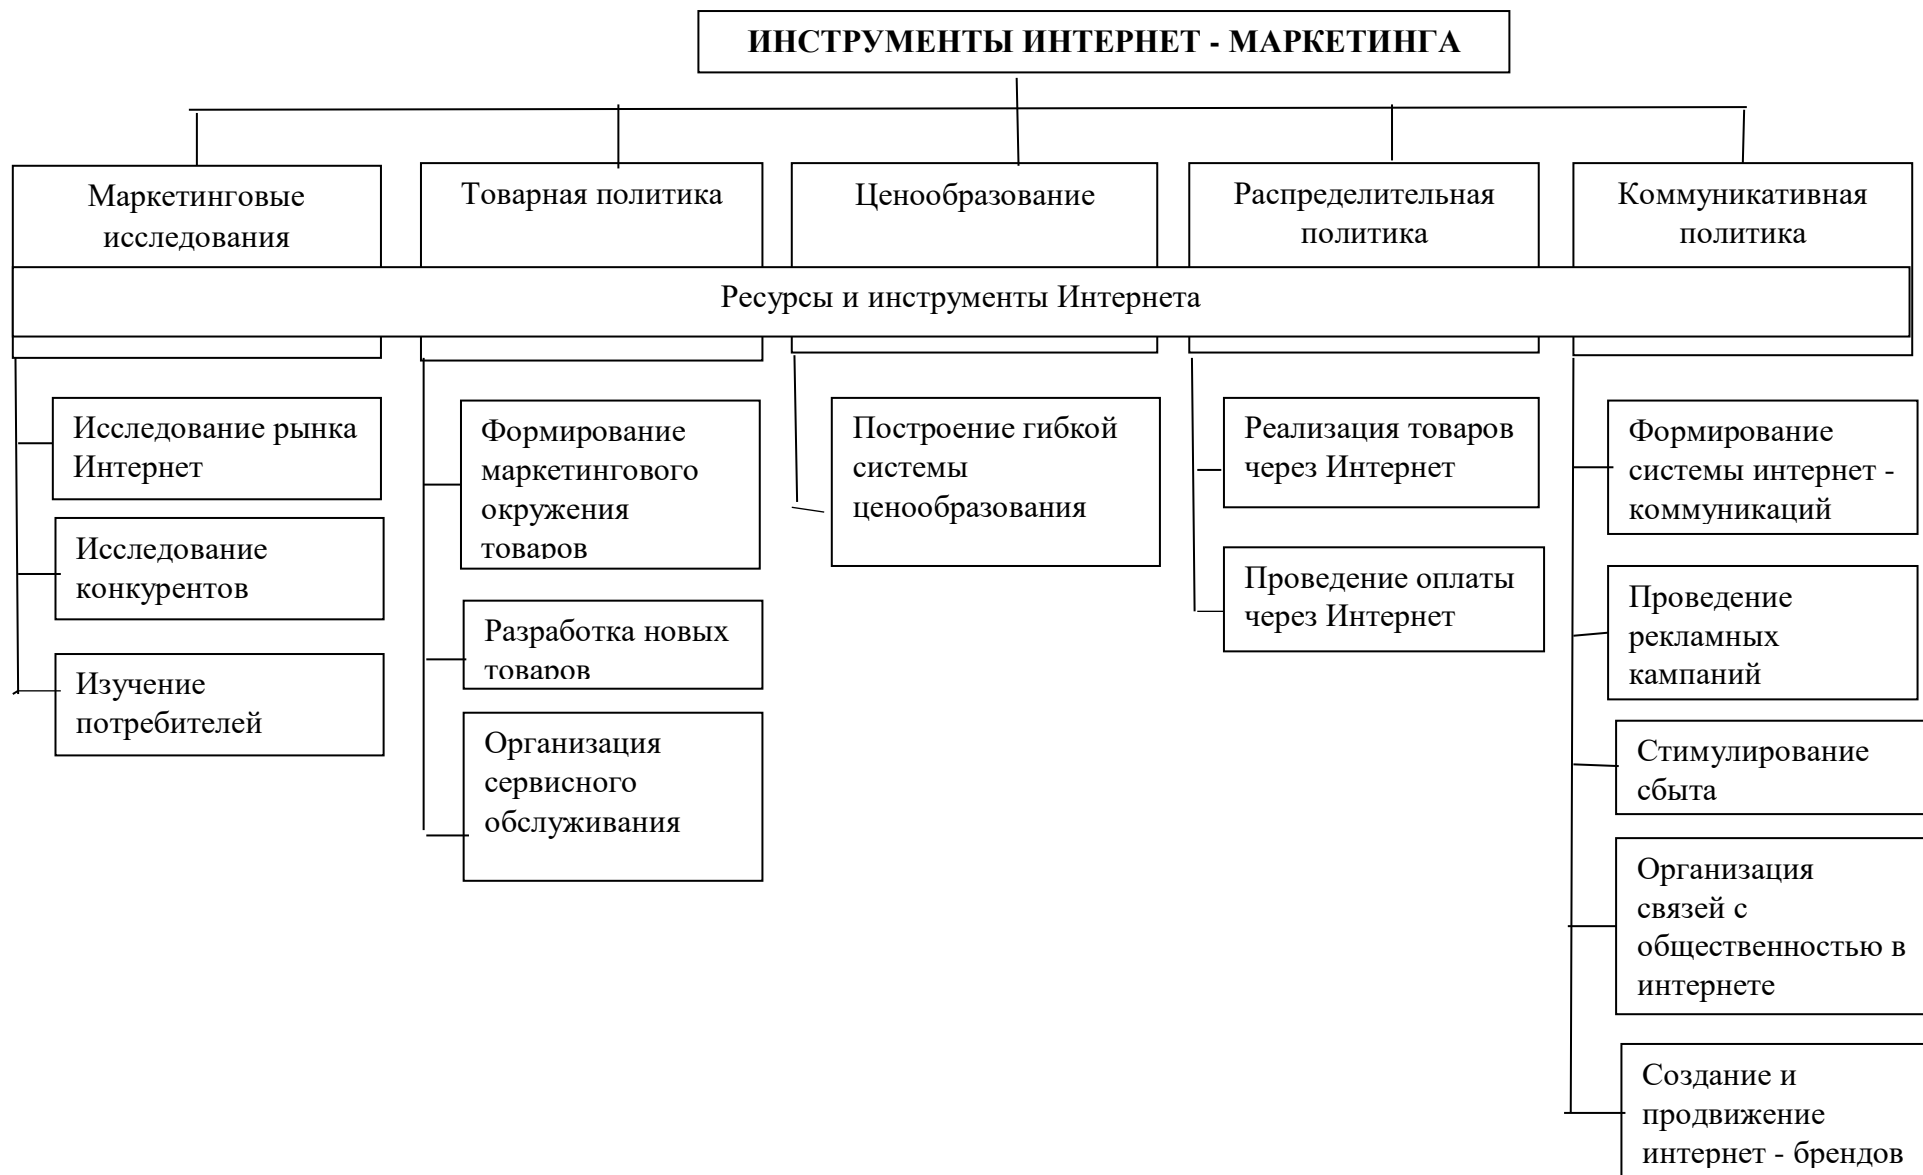 ИНСТРУМЕНТЫ ИНТЕРНЕТ - МАРКЕТИНГА
Маркетинговые
исследования
Товарная политика
Ценообразование
Распределительная
политика
Коммуникативная
политика
Ресурсы и инструменты Интернета
Исследование рынка
Интернет
Исследование
конкурентов
Изучение
потребителей
Формирование
маркетингового
окружения
товаров
Разработка новых
товаров
Организация
сервисного
обслуживания
Построение гибкой
системы
ценообразования
Реализация товаров
через Интернет
Проведение оплаты
через Интернет
Формирование
системы интернет -
коммуникаций
Проведение
рекламных
кампаний
Стимулирование
сбыта
Организация
связей с
общественностью в
интернете
Создание и
продвижение
интернет - брендов